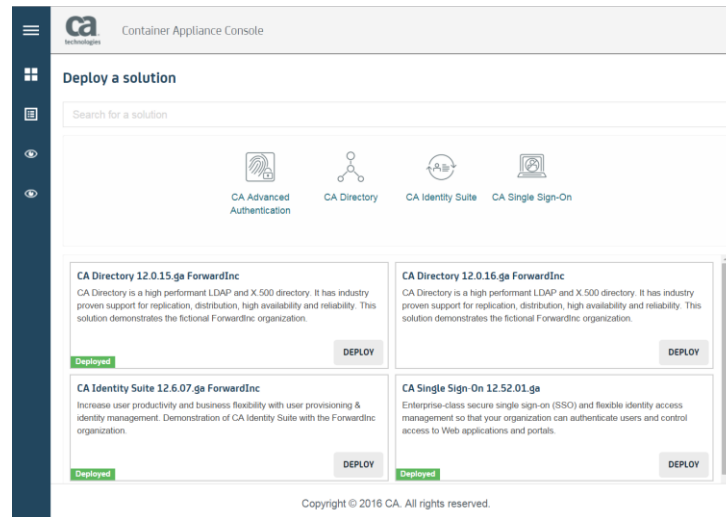 ca
technologies
Container Appliance Console
Deploy a solution
Search for a solution
CA Advanced
Authentication
CA Directory
CA Identity Suite
CA Single Sign-On
CA Directory 12.0.15.ga ForwardInc
CA Directory is a high performant LDAP and X.500 directory. It has industry
proven support for replication, distribution, high availability and reliability. This
solution demonstrates the fictional ForwardInc organization.
DEPLOY
Deployed
CA Directory 12.0.16.ga ForwardInc
CA Directory is a high performant LDAP and X.500 directory. It has industry
proven support for replication, distribution, high availability and reliability. This
solution demonstrates the fictional ForwardInc organization.
DEPLOY
CA Identity Suite 12.6.07.ga ForwardInc
Increase user productivity and business flexibility with user provisioning &
identity management. Demonstration of CA Identity Suite with the ForwardInc
organization.
DEPLOY
Deployed
CA Single Sign-On 12.52.01.ga
Enterprise-class secure single sign-on (SSO) and flexible identity access
management so that your organization can authenticate users and control
access to Web applications and portals.
DEPLOY
Deployed
Copyright © 2016 CA. All rights reserved.